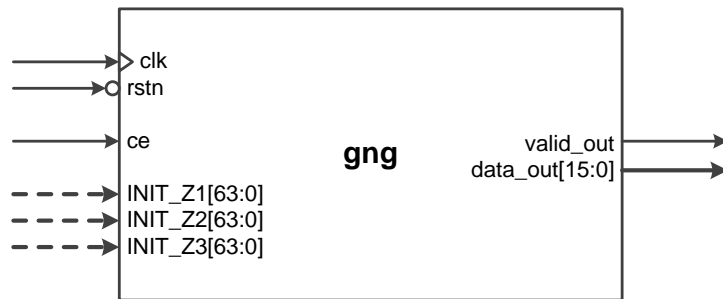 clk
rstn
ce
gng
valid_out
data_out[15:0]
INIT_Z1[63:0]
INIT_Z2[63:0]
INIT_Z3[63:0]